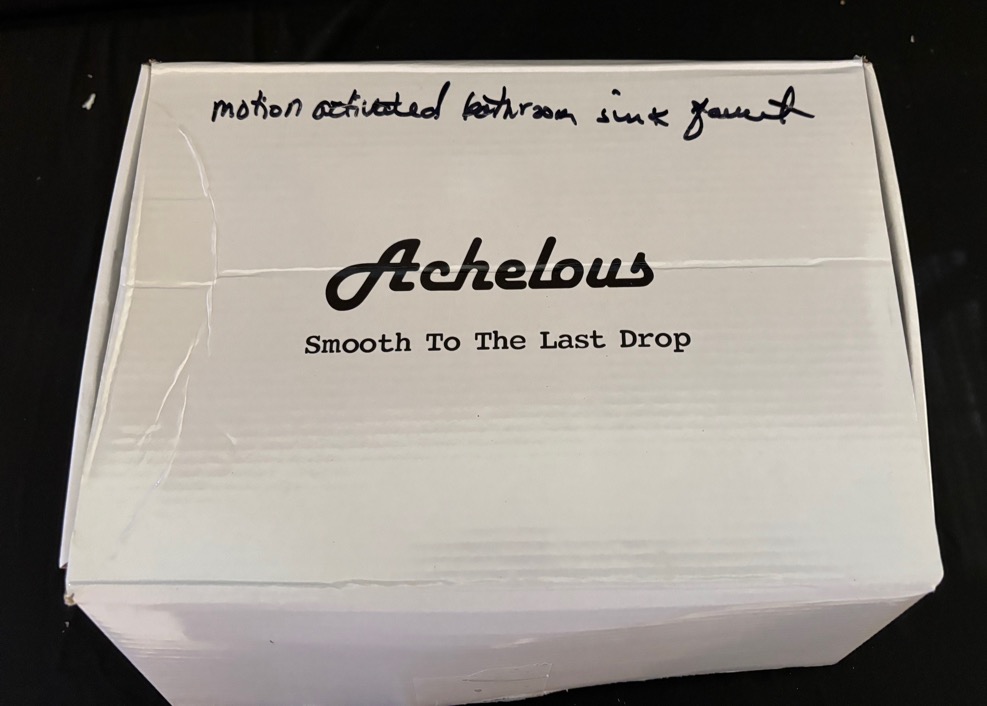 motion activated bathroom sink faucet
Achelous
Smooth To The Last Drop